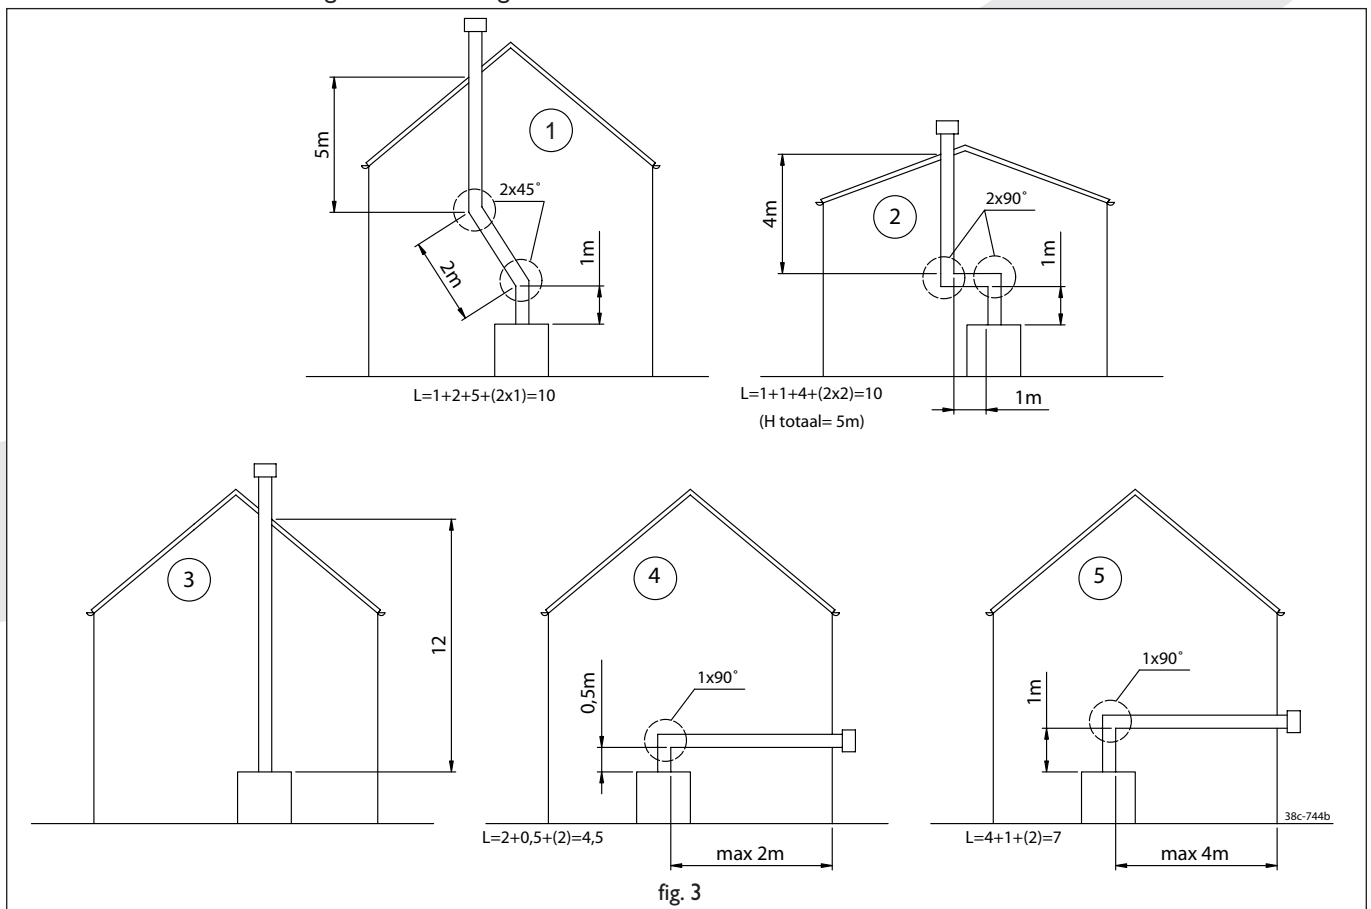 1
5m
2x45°
2m
1m
L=1+2+5+(2x1)=10
2
4m
2x90°
1m
L=1+1+4+(2x2)=10
(H totaal= 5m)
1m
3
12
4
1x90°
0,5m
L=2+0,5+(2)=4,5
max 2m
5
1x90°
1m
38c-744b
L=4+1+(2)=7
max 4m
fig. 3